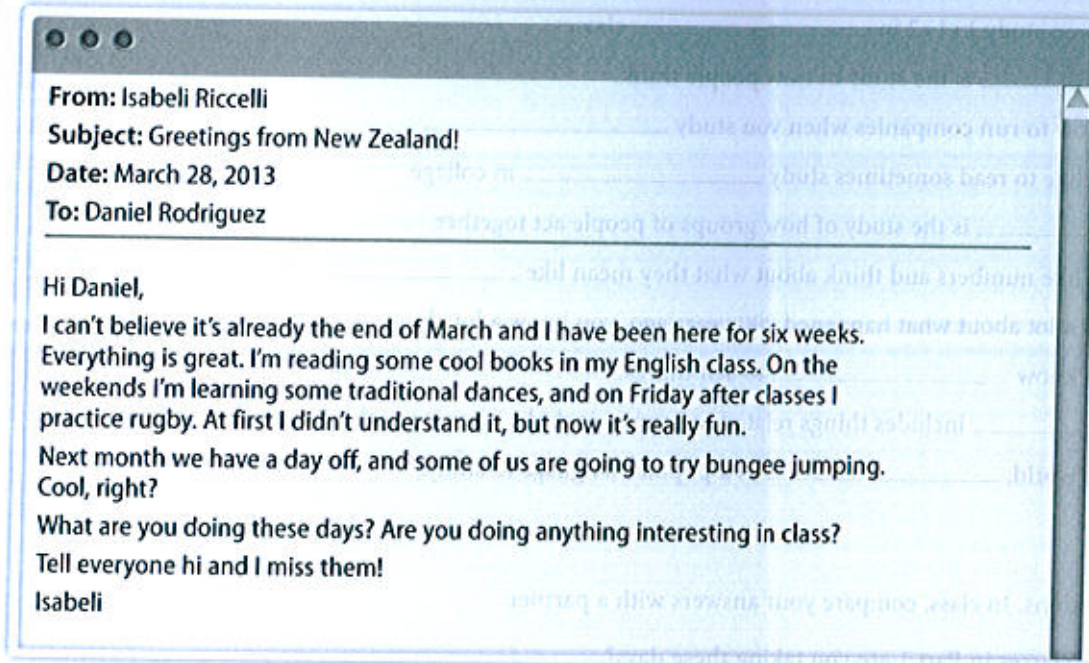 From: Isabeli Riccelli
Subject: Greetings from New Zealand!
Date: March 28, 2013
To: Daniel Rodriguez
Hi Daniel,
I can't believe it's already the end of March and I have been here for six weeks.
Everything is great. I'm reading some cool books in my English class. On the
weekends I'm learning some traditional dances, and on Friday after classes I
practice rugby. At first I didn't understand it, but now it's really fun.
Next month we have a day off, and some of us are going to try bungee jumping.
Cool, right?
What are you doing these days? Are you doing anything interesting in class?
Tell everyone hi and I miss them!
Isabeli